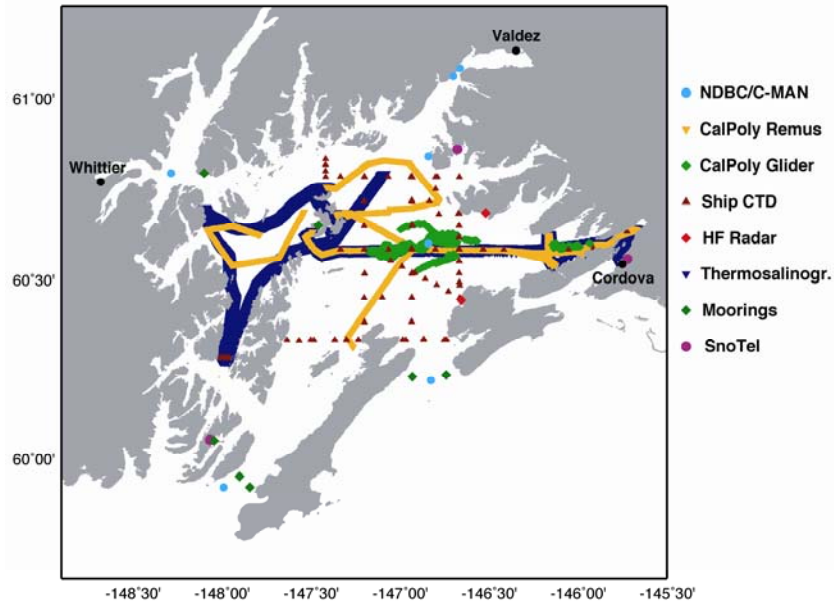 Valdez
61°00'
Whittier
60°30'
Cordova
60°00'
-148°30'
-148°00'
-147°30'
-147°00'
-146°30'
-146°00'
-145°30'
NDBC/C-MAN
CalPoly Remus
CalPoly Glider
Ship CTD
HF Radar
Thermosalinogr.
Moorings
SnoTel